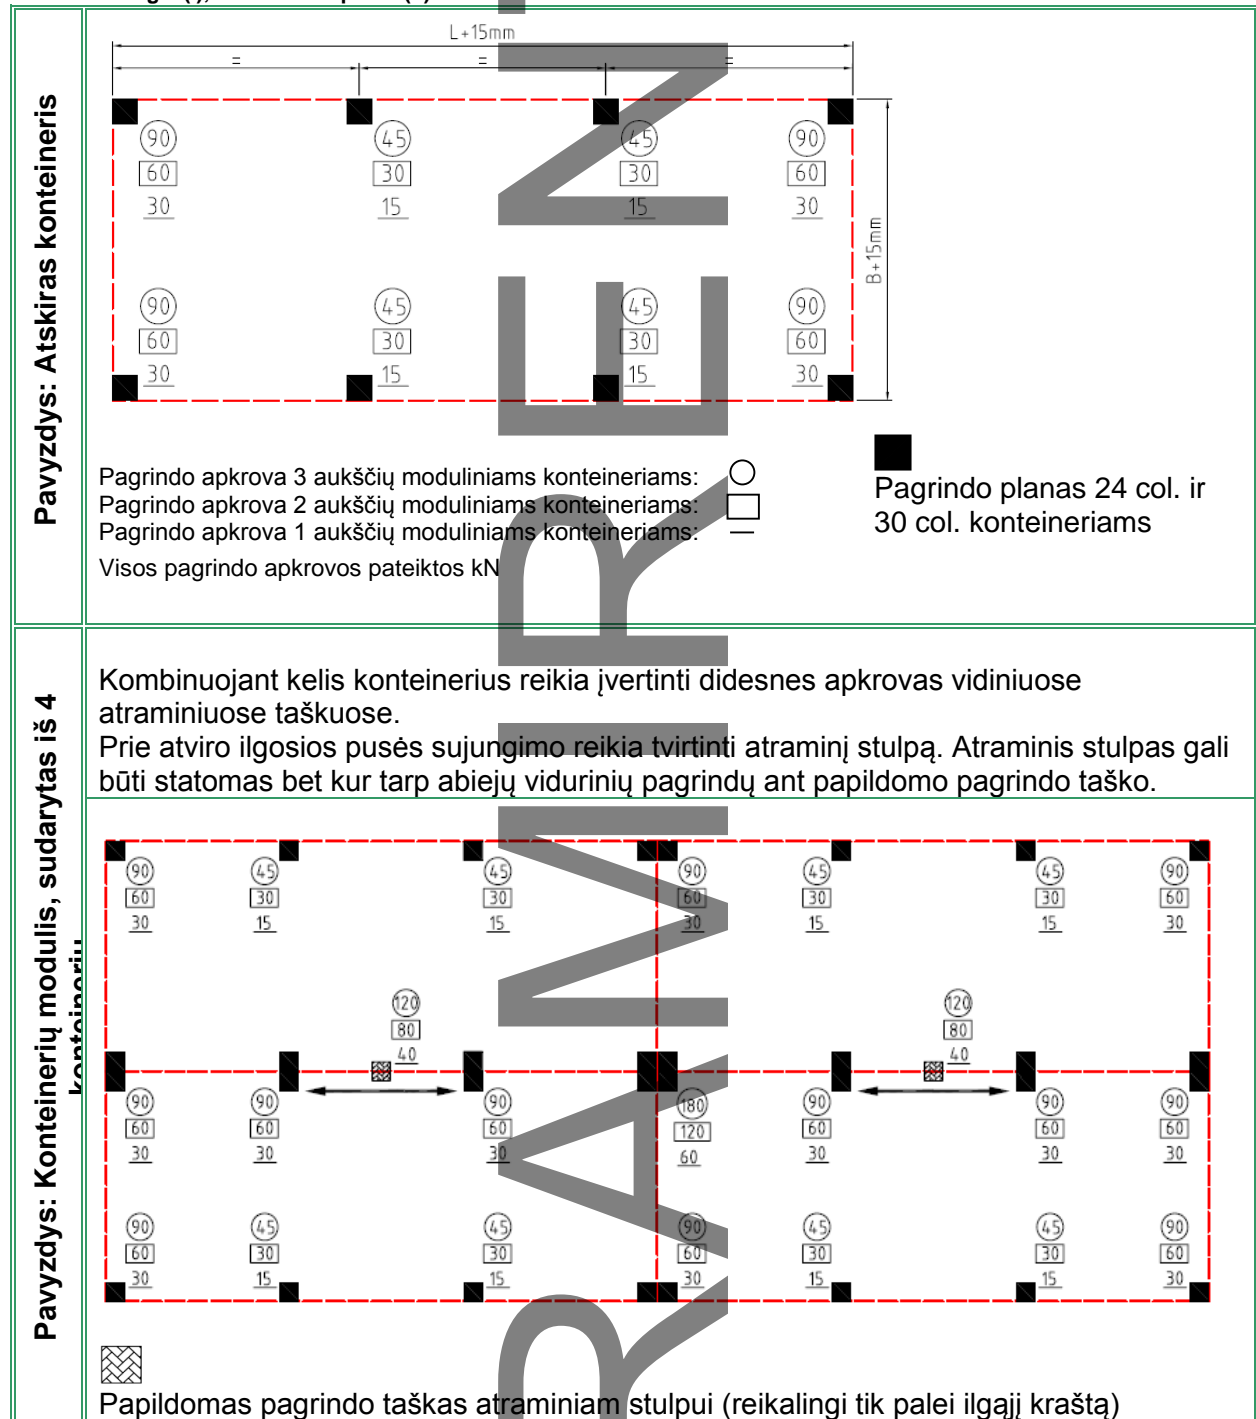 L+15mm
= = =
Pavyzdys: Atskiras konteineris
90 45 45 90
60 30 30 60
30 15 15 30
B+15mm
90 45 45 90
60 30 30 60
30 15 15 30
Pagrindo apkrova 3 aukščių moduliniams konteineriams:
Pagrindo apkrova 2 aukščių moduliniams konteineriams:
Pagrindo apkrova 1 aukščių moduliniams konteineriams:
Visos pagrindo apkrovos pateiktos kN
Pagrindo planas 24 col. ir
30 col. konteineriams
Pavyzdys: Konteinerių modulis, sudarytas iš 4
Kombinuojant kelis konteinerius reikia įvertinti didesnes apkrovas vidiniuose
atraminiuose taškuose.
Prie atviro ilgosios pusės sujungimo reikia tvirtinti atraminį stulpą. Atraminis stulpas gali
būti statomas bet kur tarp abiejų vidurinių pagrindų ant papildomo pagrindo taško.
90 45 45 90 45 45 90
60 30 30 60 30 30 60
30 15 15 30 15 15 30
120 120
80 80
40 40
90 90 90 180 90 90 90
60 60 60 120 60 60 60
30 30 30 60 30 30 30
90 45 45 90 45 45 90
60 30 30 60 30 30 60
30 15 15 30 15 15 30
Papildomas pagrindo taškas atraminiam stulpui (reikalingi tik palei ilgąjį kraštą)